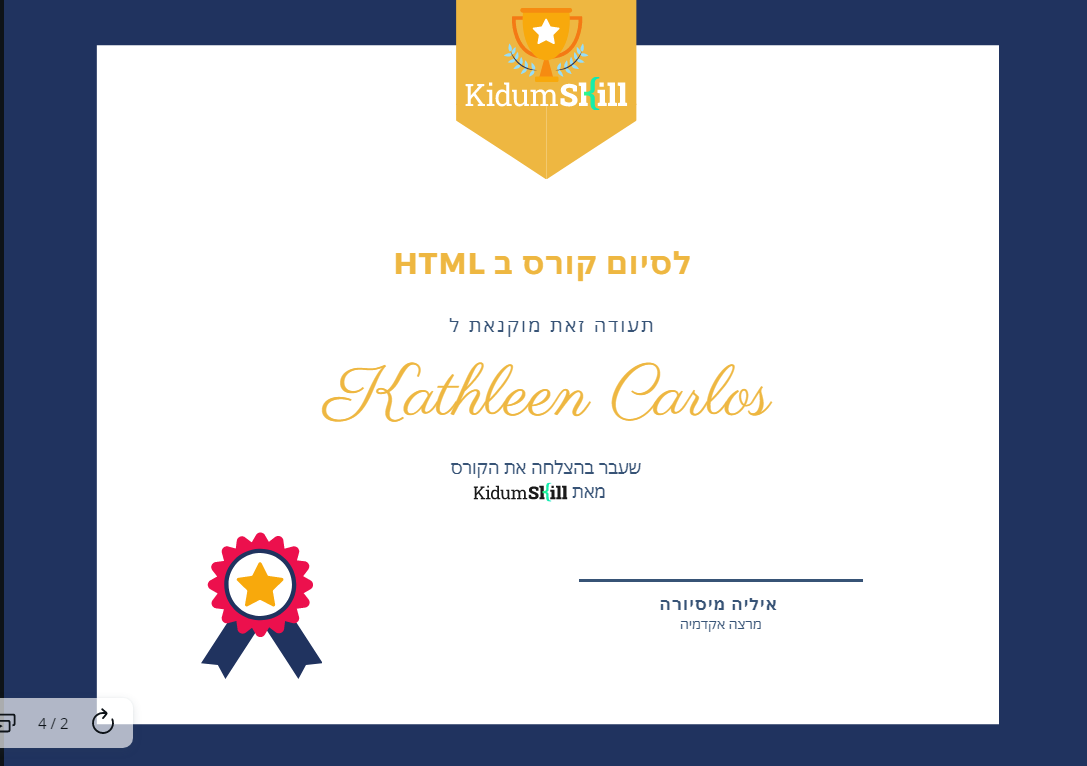 KidumSkill
לסיום קורס ב HTML
תעודה זאת מוקנאת ל
Kathleen Carlos
שעבר בהצלחה את הקורס
מאת KidumSkill
איליה מיסיורה
מרצה אקדמיה
4 / 2